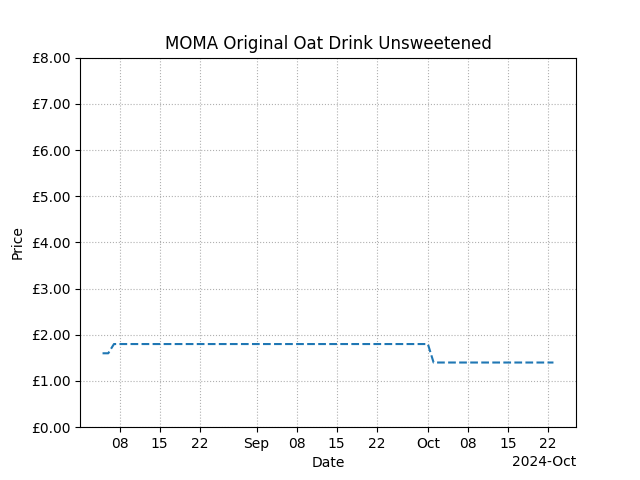 MOMA Original Oat Drink Unsweetened
£8.00
£7.00
£6.00
£5.00
£4.00
£3.00
£2.00
£1.00
£0.00
Price
08 15 22 Sep 08 15 22 Oct 08 15 22
Date
2024-Oct